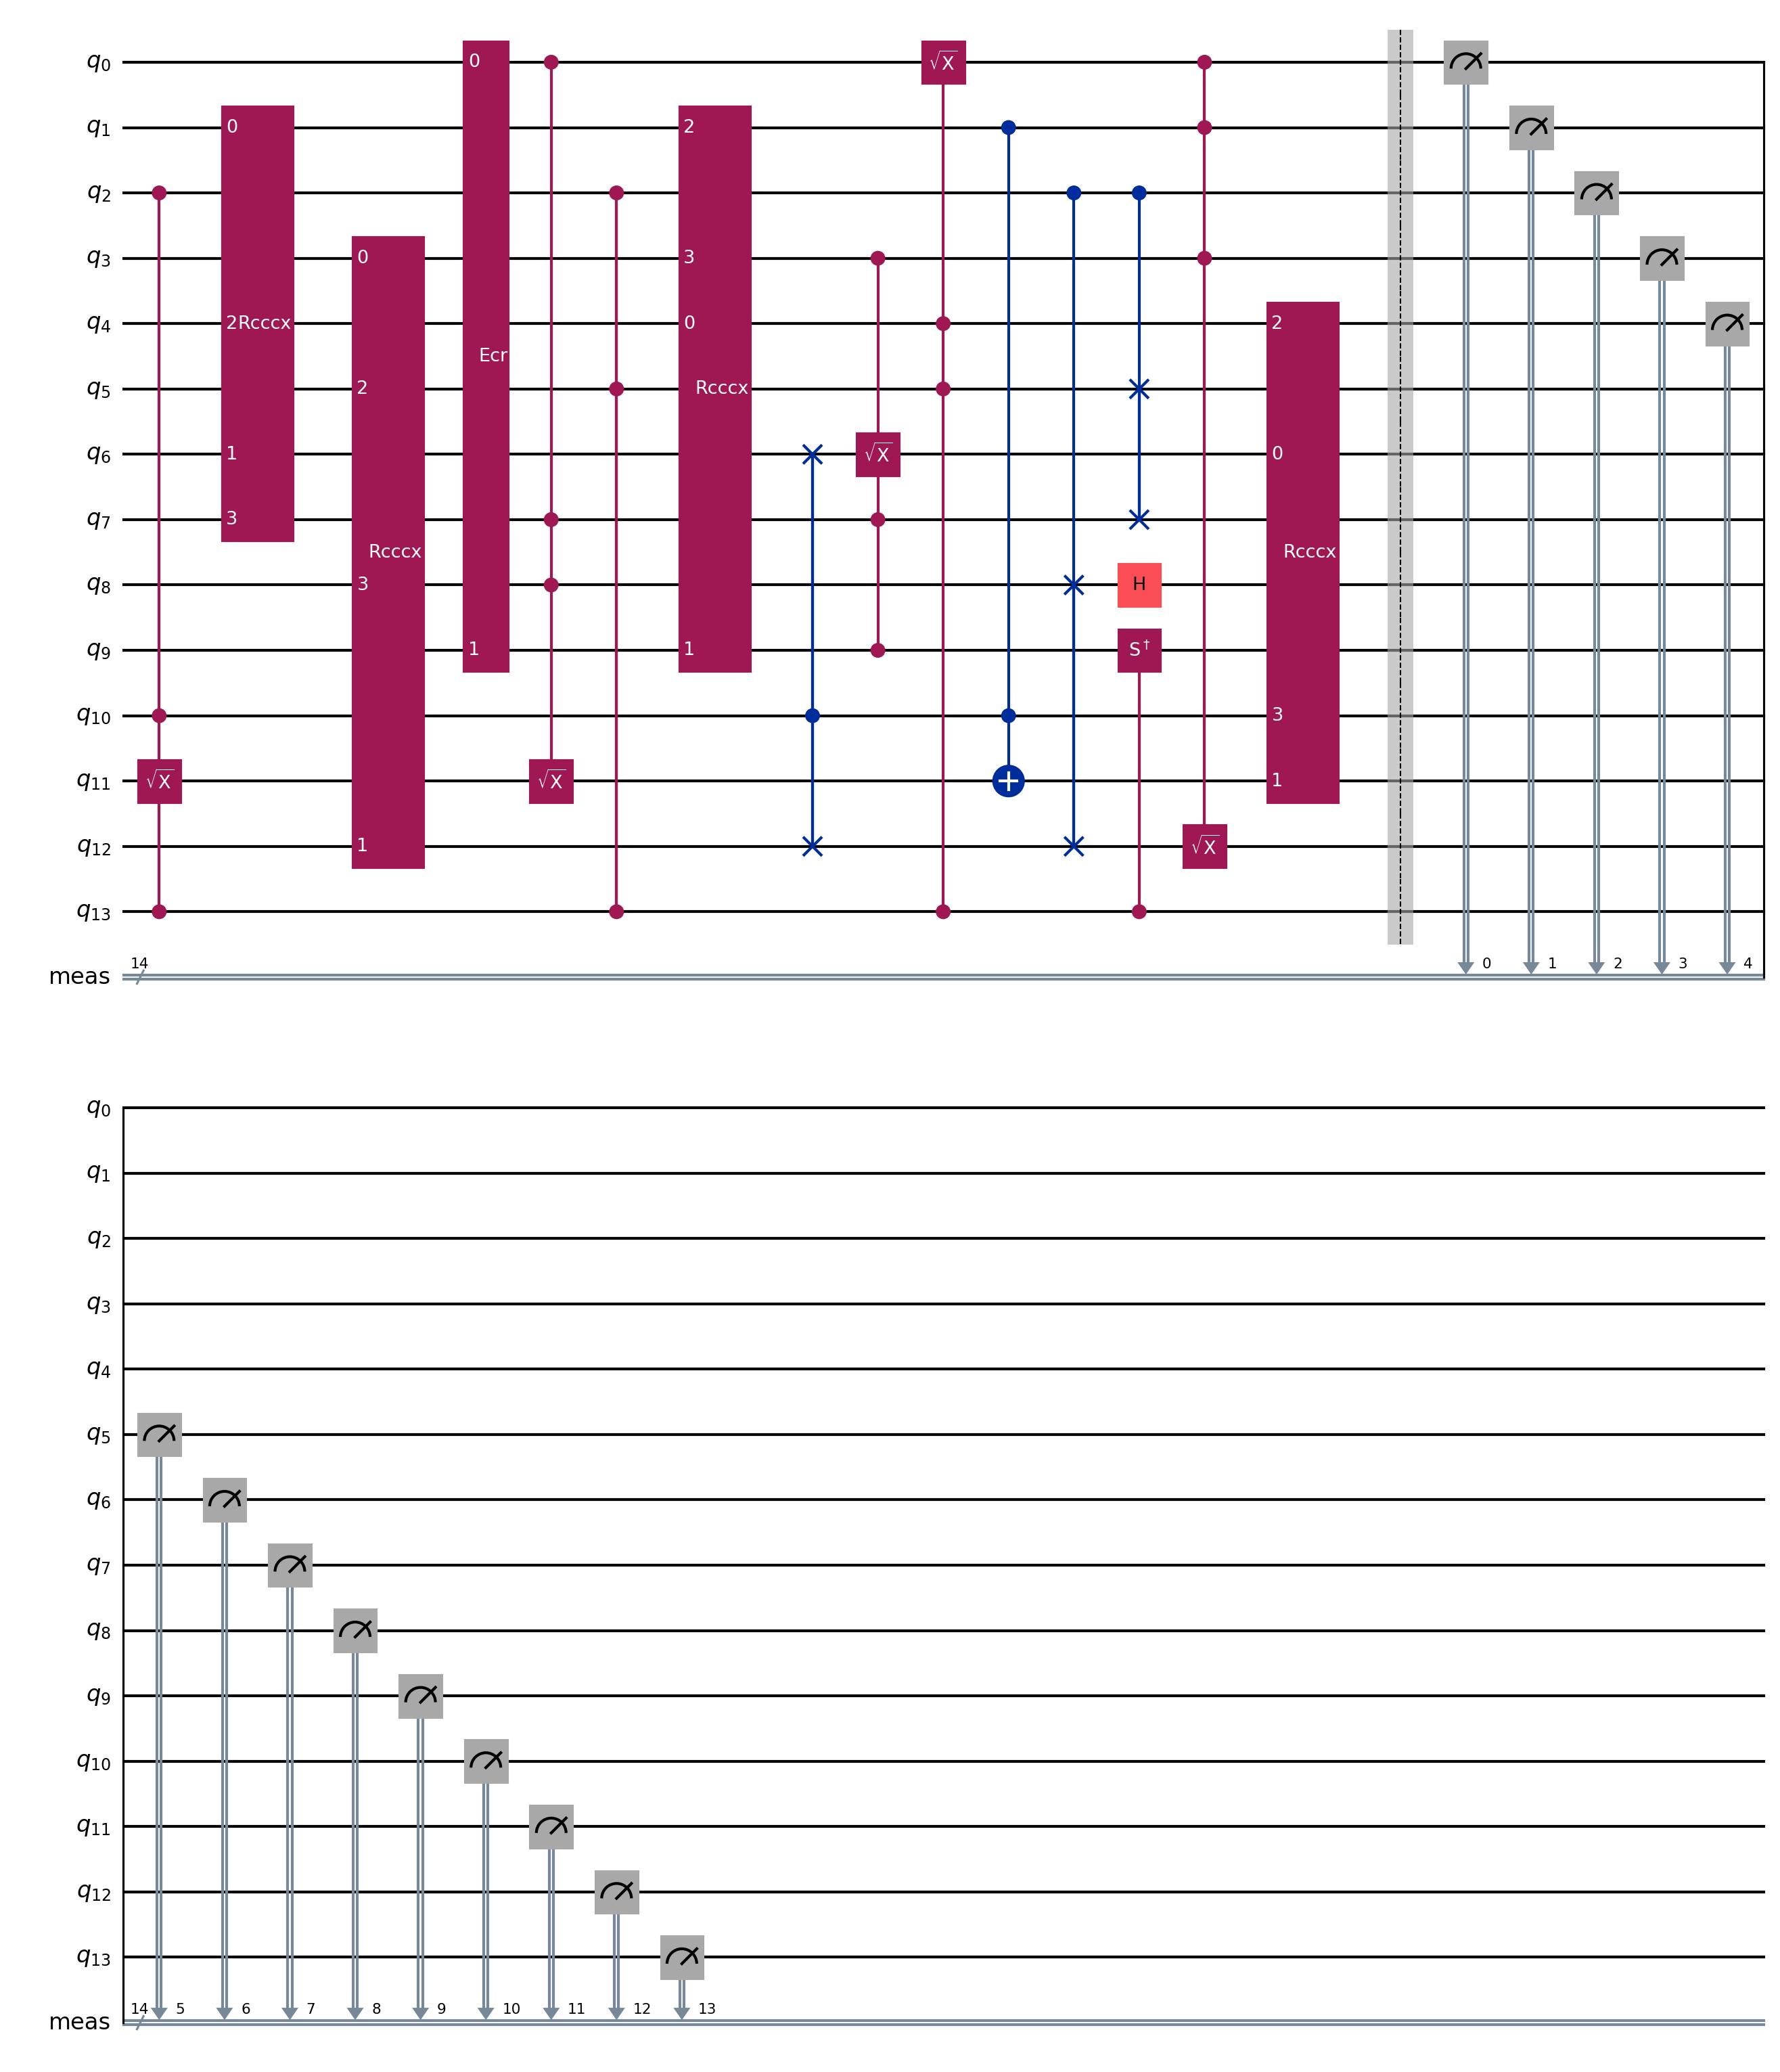 q0 0 √X
q1 0 2
q2
q3 0 3
q4 2 Rcccx 0 2
Ecr
q5 2 Rcccx
q6 1 √X 0
q7 3
Rcccx Rcccx
q8 3 H
q9 1 1 S†
q10 3
q11 √X √X 1
q12 1 √X
q13
meas 14 0 1 2 3 4
q0
q1
q2
q3
q4
q5
q6
q7
q8
q9
q10
q11
q12
q13
meas 14 5 6 7 8 9 10 11 12 13